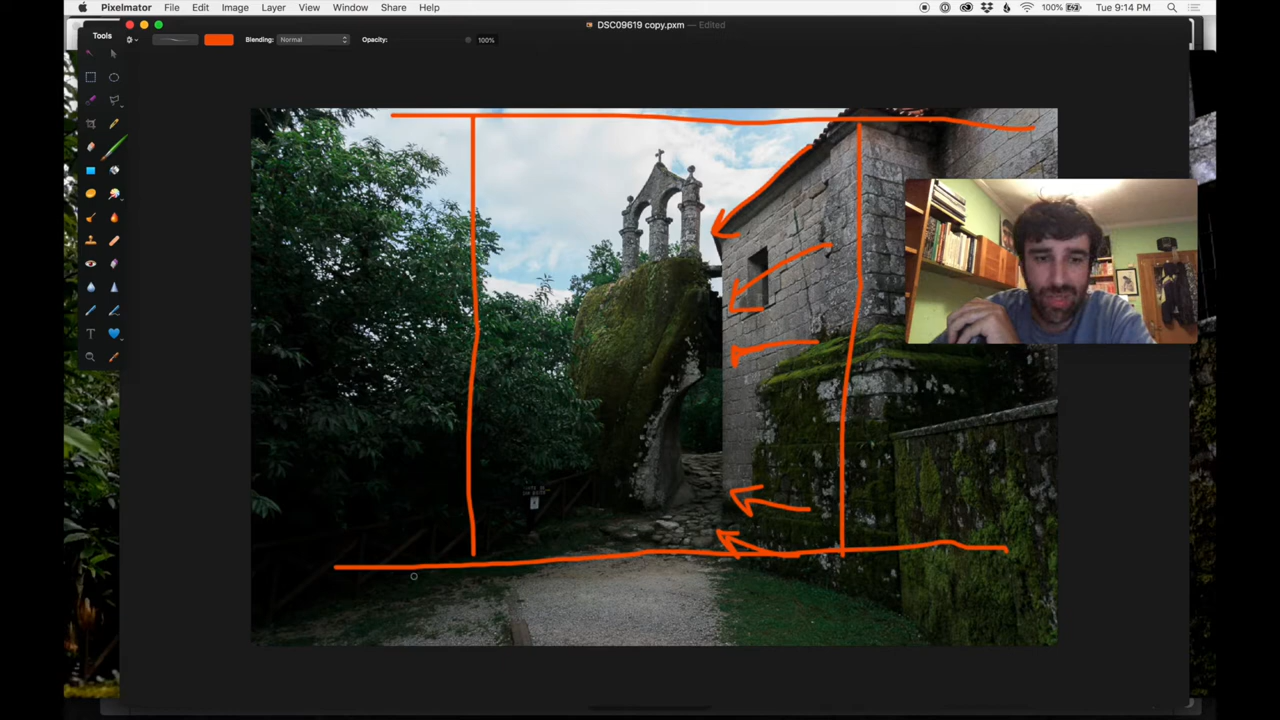 Pixelmator File Edit Image Layer View Window Share Help
100% Tue 9:14 PM
DSC09619 copy.pxm — Edited
Tools
Blending: Normal Opacity: 100%
T